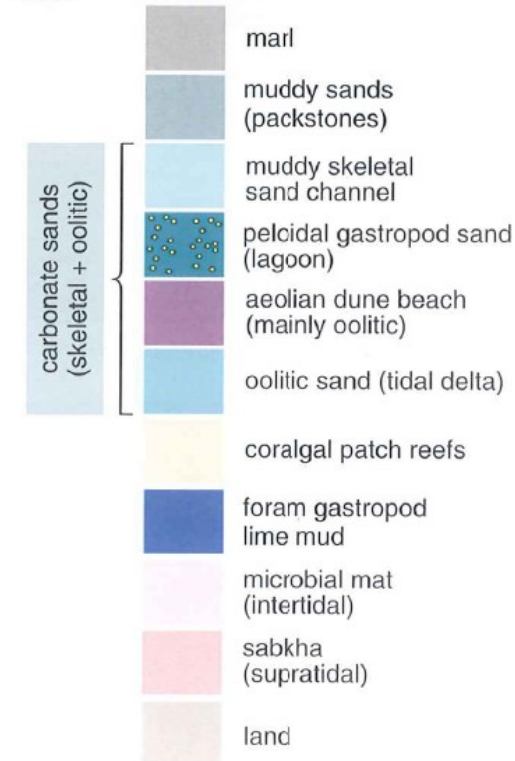 marl
muddy sands
(packstones)
carbonate sands
(skeletal + oolitic)
muddy skeletal
sand channel
peloidal gastropod sand
(lagoon)
aeolian dune beach
(mainly oolitic)
oolitic sand (tidal delta)
coralgal patch reefs
foram gastropod
lime mud
microbial mat
(intertidal)
sabkha
(supratidal)
land